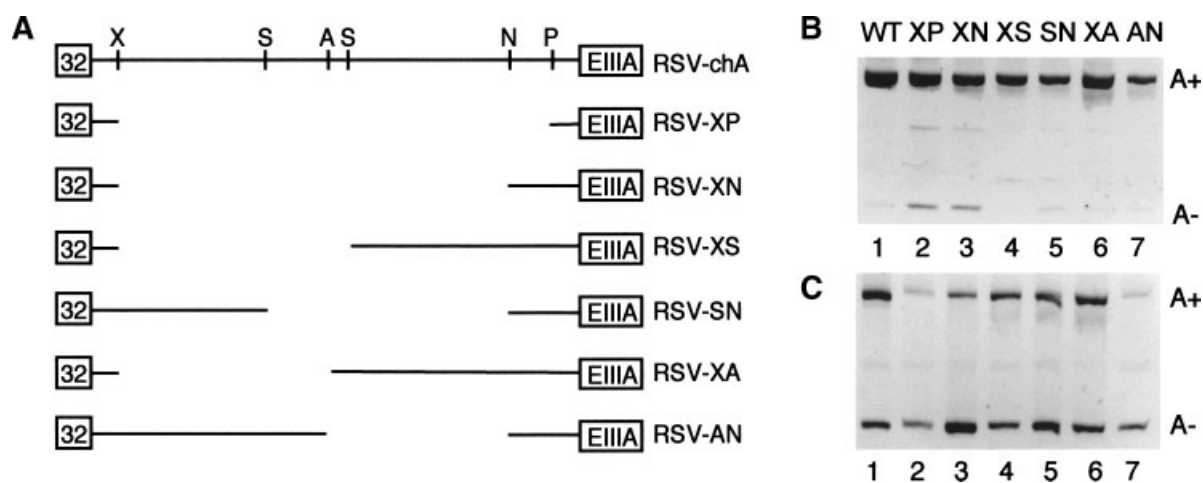 A
X S A S N P
32 EIIIA RSV-chA
32 EIIIA RSV-XP
32 EIIIA RSV-XN
32 EIIIA RSV-XS
32 EIIIA RSV-SN
32 EIIIA RSV-XA
32 EIIIA RSV-AN
B
WT XP XN XS SN XA AN
A+
A-
1 2 3 4 5 6 7
C
A+
A-
1 2 3 4 5 6 7